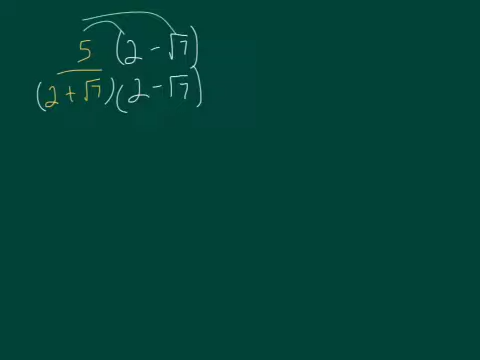 5 (2 - √7)
(2 + √7)(2 - √7)